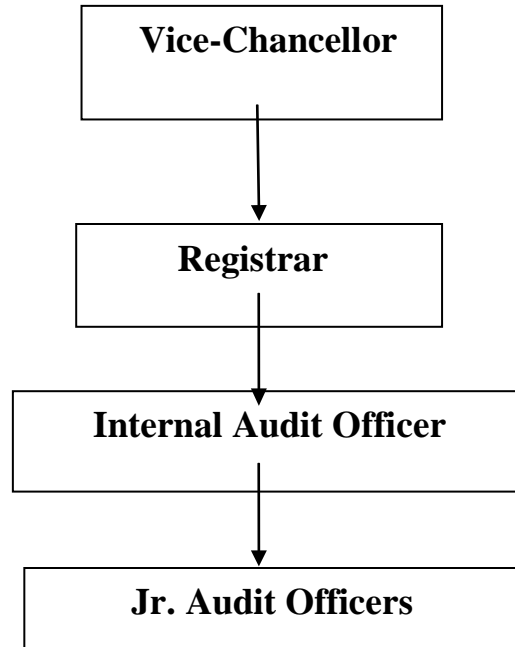 Vice-Chancellor
Registrar
Internal Audit Officer
Jr. Audit Officers